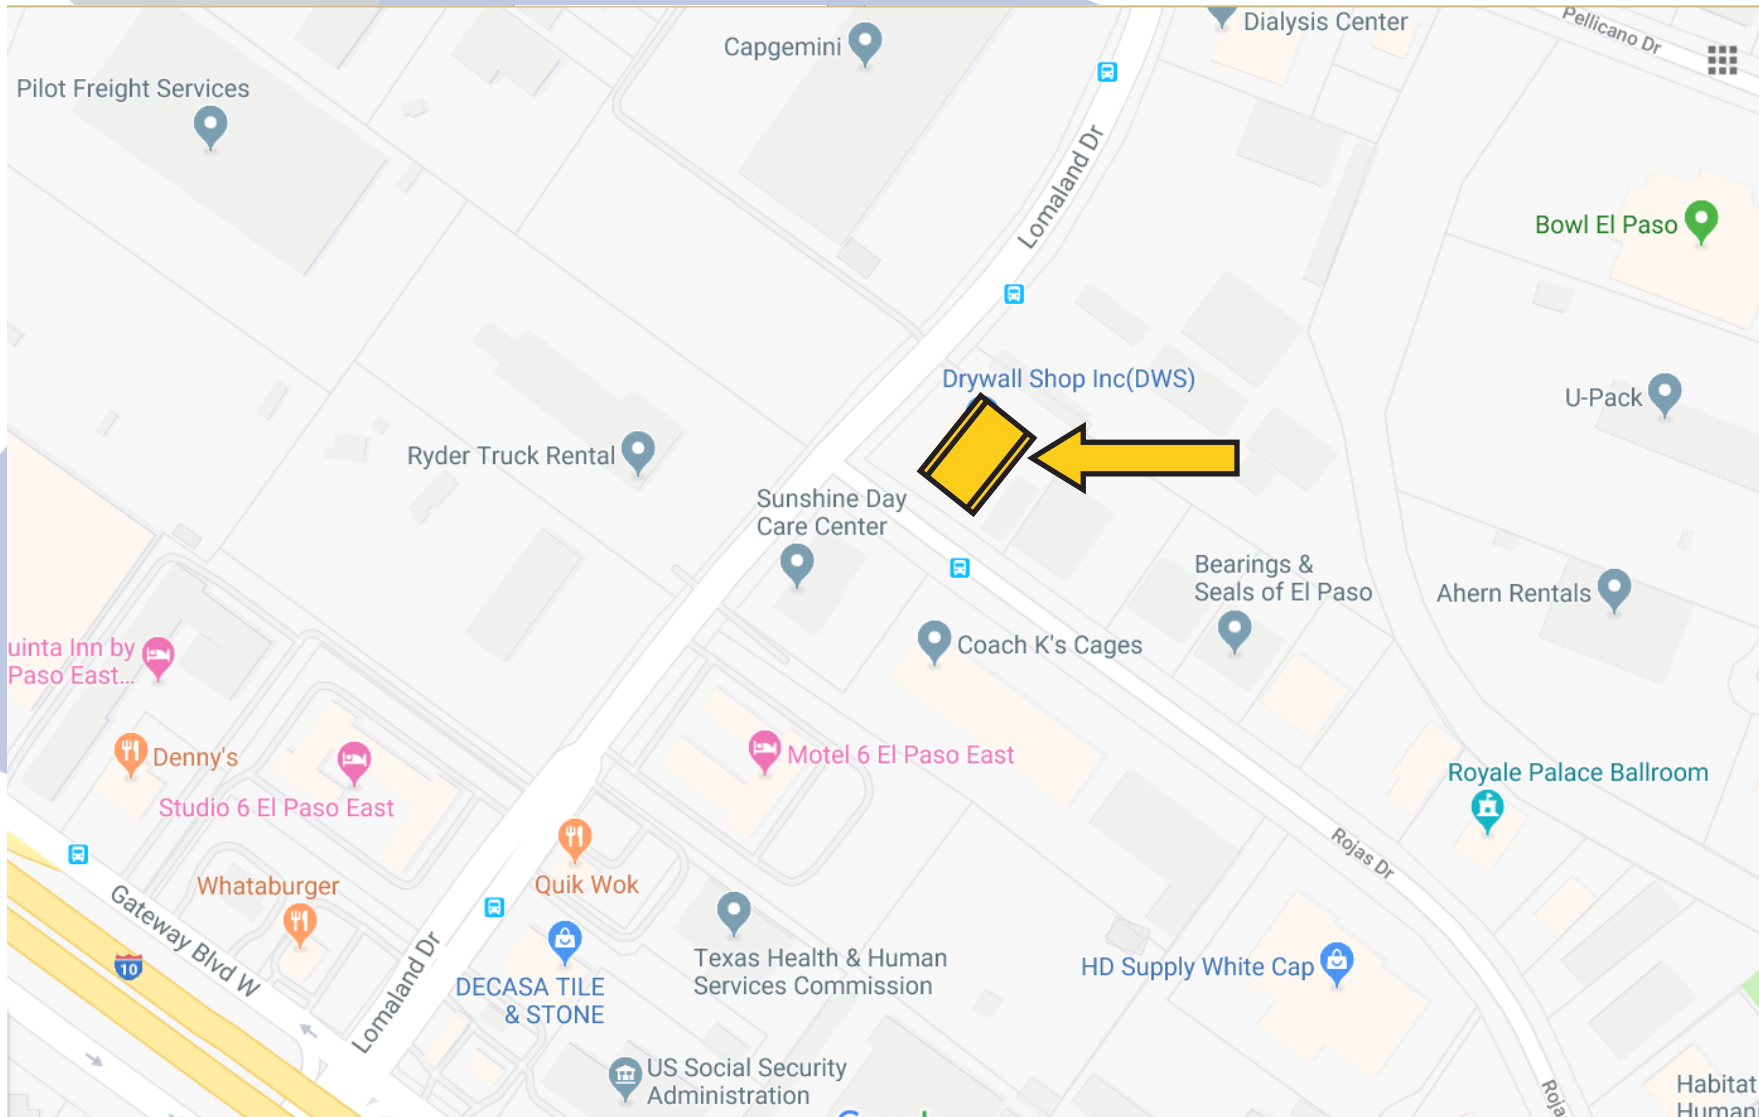 Dialysis Center
Pellicano Dr
Capgemini
Pilot Freight Services
Lomaland Dr
Bowl El Paso
Drywall Shop Inc(DWS)
U-Pack
Ryder Truck Rental
Sunshine Day
Care Center
Bearings &
Seals of El Paso
Ahern Rentals
uinta Inn by
Paso East...
Coach K's Cages
Denny's
Motel 6 El Paso East
Royale Palace Ballroom
Studio 6 El Paso East
Rojas Dr
Whataburger
Quik Wok
Gateway Blvd W
10
Lomaland Dr
DECASA TILE
& STONE
Texas Health & Human
Services Commission
HD Supply White Cap
US Social Security
Administration
Habitat
Human
Roja